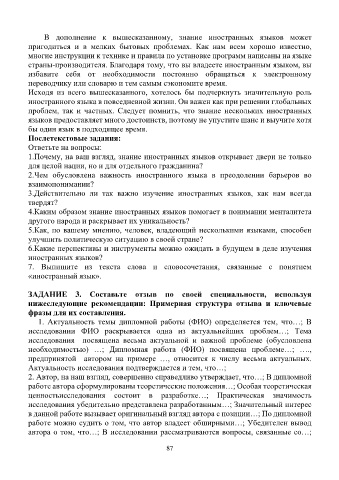 В дополнение к вышесказанному, знание иностранных языков может
пригодиться и в мелких бытовых проблемах. Как нам всем хорошо известно,
многие инструкции к технике и правила по установке программ написаны на языке
страны-производителя. Благодаря тому, что вы владеете иностранным языком, вы
избавите себя от необходимости постоянно обращаться к электронному
переводчику или словарю и тем самым сэкономите время.
Исходя из всего вышесказанного, хотелось бы подчеркнуть значительную роль
иностранного языка в повседневной жизни. Он важен как при решении глобальных
проблем, так и частных. Следует помнить, что знание нескольких иностранных
языков предоставляет много достоинств, поэтому не упустите шанс и выучите хотя
бы один язык в подходящее время.
Послетекстовые задания:
Ответьте на вопросы:
1.Почему, на ваш взгляд, знание иностранных языков открывает двери не только
для целой нации, но и для отдельного гражданина?
2.Чем обусловлена важность иностранного языка в преодолении барьеров во
взаимопонимании?
3.Действительно ли так важно изучение иностранных языков, как нам всегда
твердят?
4.Каким образом знание иностранных языков помогает в понимании менталитета
другого народа и раскрывает их уникальность?
5.Как, по вашему мнению, человек, владеющий несколькими языками, способен
улучшить политическую ситуацию в своей стране?
6.Какие перспективы и инструменты можно ожидать в будущем в деле изучения
иностранных языков?
7. Выпишите из текста слова и словосочетания, связанные с понятием
«иностранный язык».
ЗАДАНИЕ 3. Составьте отзыв по своей специальности, используя
нижеследующие рекомендации: Примерная структура отзыва и ключевые
фразы для их составления.
1. Актуальность темы дипломной работы (ФИО) определяется тем, что…; В
исследовании ФИО раскрывается одна из актуальнейших проблем…; Тема
исследования посвящена весьма актуальной и важной проблеме (обусловлена
необходимостью) …; Дипломная работа (ФИО) посвящена проблеме…; ….,
предпринятой автором на примере …, относится к числу весьма актуальных.
Актуальность исследования подтверждается и тем, что…;
2. Автор, на наш взгляд, совершенно справедливо утверждает, что…; В дипломной
работе автора сформулированы теоретические положения…; Особая теоретическая
ценностьисследования состоит в разработке…; Практическая значимость
исследования убедительно представлена разработанным…; Значительный интерес
в данной работе вызывает оригинальный взгляд автора с позиции…; По дипломной
работе можно судить о том, что автор владеет обширными…; Убедителен вывод
автора о том, что…; В исследовании рассматриваются вопросы, связанные со…;
87